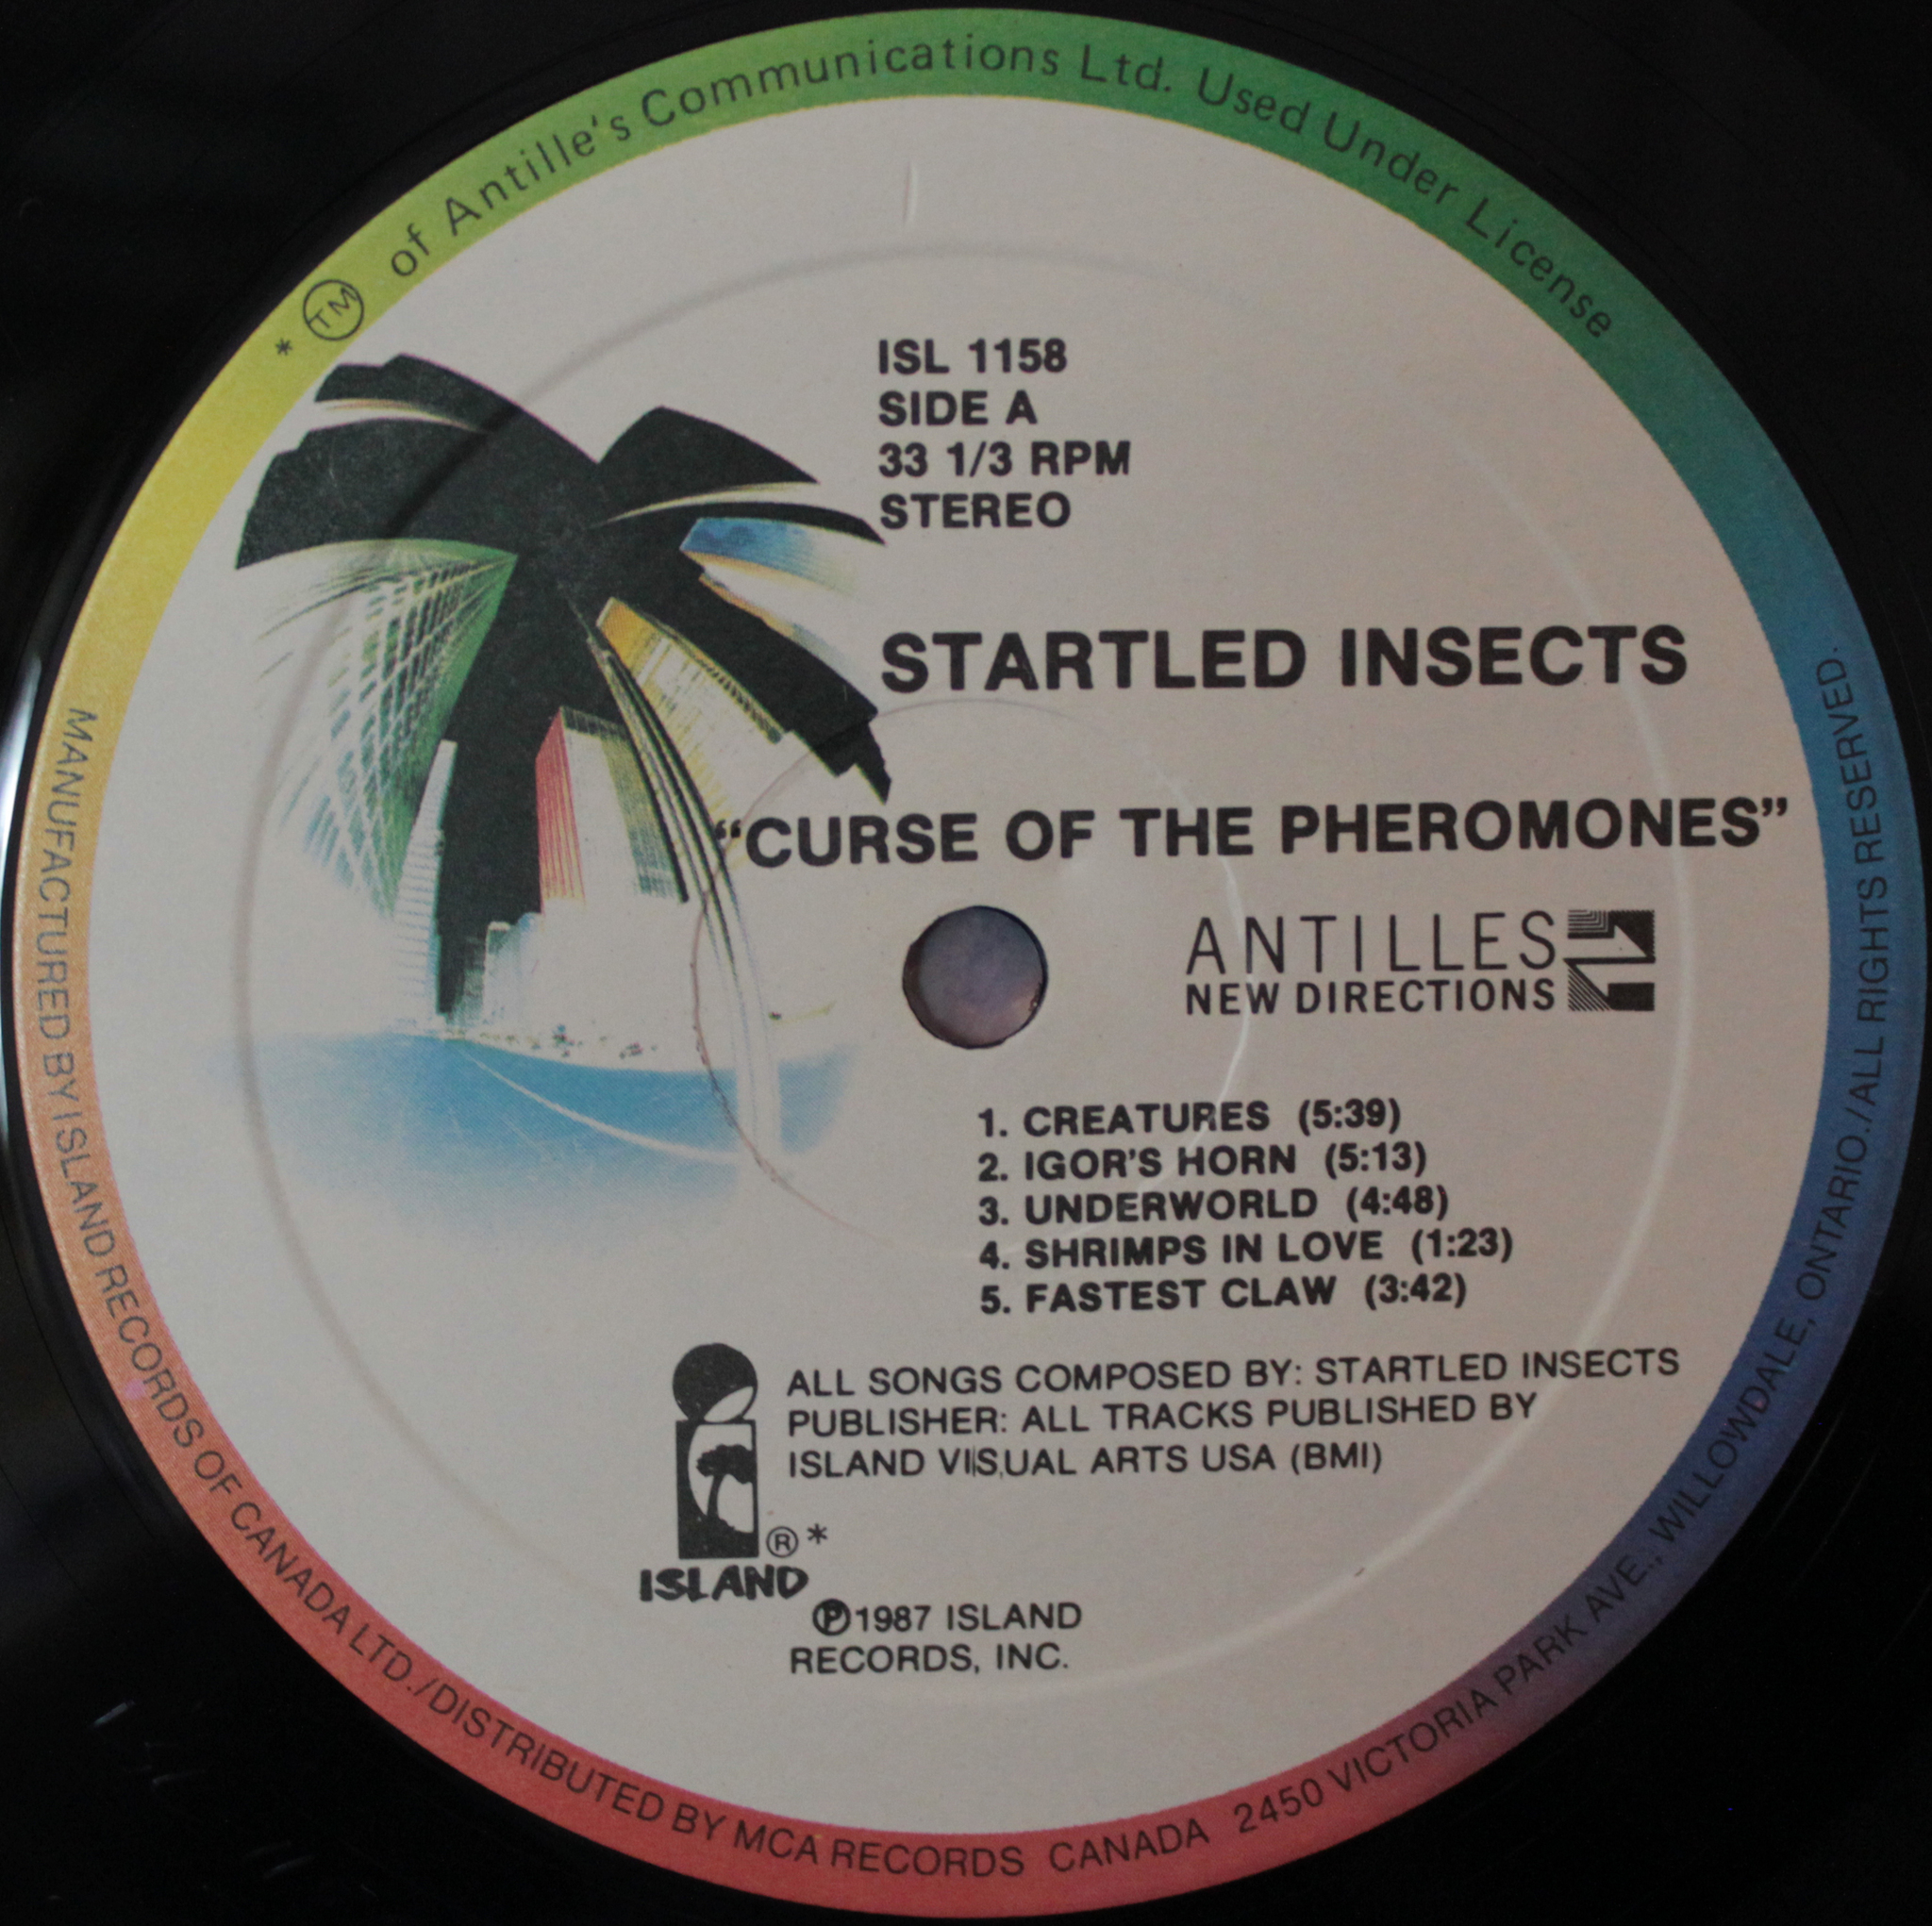 * TM of Antille's Communications Ltd. Used Under License
ISL 1158
SIDE A
33 1/3 RPM
STEREO
STARTLED INSECTS
“CURSE OF THE PHEROMONES”
ANTILLES
NEW DIRECTIONS
1. CREATURES (5:39)
2. IGOR'S HORN (5:13)
3. UNDERWORLD (4:48)
4. SHRIMPS IN LOVE (1:23)
5. FASTEST CLAW (3:42)
ALL SONGS COMPOSED BY: STARTLED INSECTS
PUBLISHER: ALL TRACKS PUBLISHED BY
ISLAND VISUAL ARTS USA (BMI)
® *
ISLAND
℗1987 ISLAND
RECORDS, INC.
MANUFACTURED BY ISLAND RECORDS OF CANADA LTD./DISTRIBUTED BY MCA RECORDS CANADA 2450 VICTORIA PARK AVE., WILLOWDALE, ONTARIO./ALL RIGHTS RESERVED.